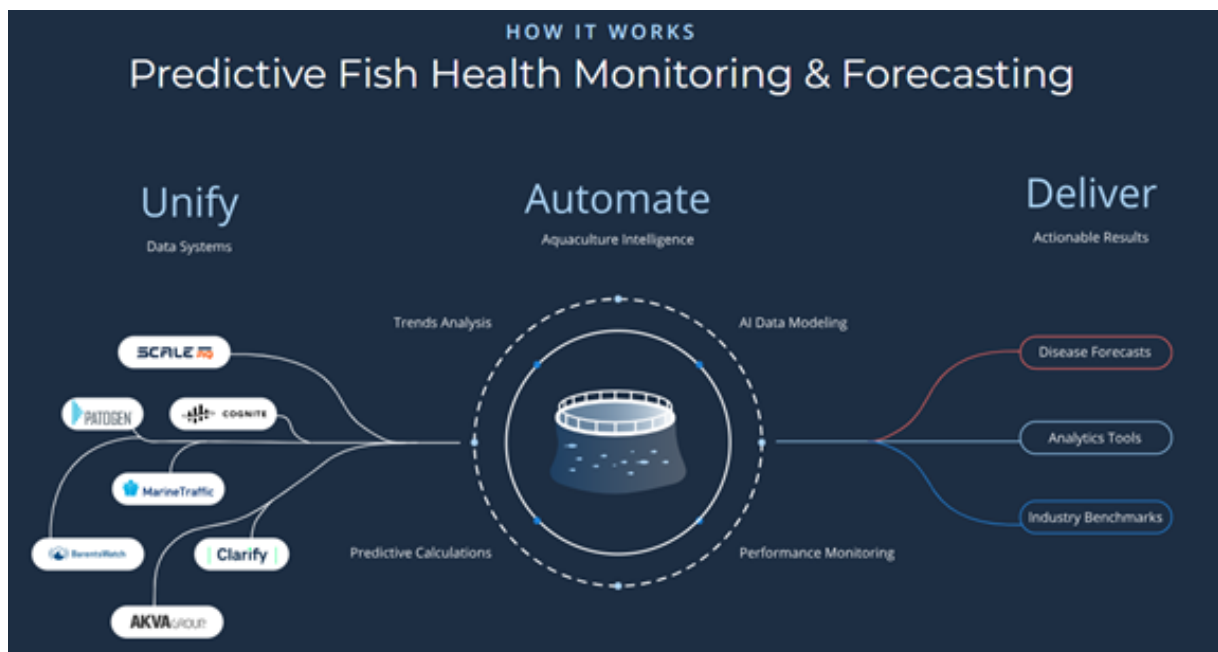 HOW IT WORKS
Predictive Fish Health Monitoring & Forecasting
Unify
Data Systems
Automate
Aquaculture Intelligence
Deliver
Actionable Results
Trends Analysis
AI Data Modeling
SCALE AQ
PATOGEN
COGNITE
MarineTraffic
BarentsWatch
Clarify
AKVA GROUP
Predictive Calculations
Performance Monitoring
Disease Forecasts
Analytics Tools
Industry Benchmarks